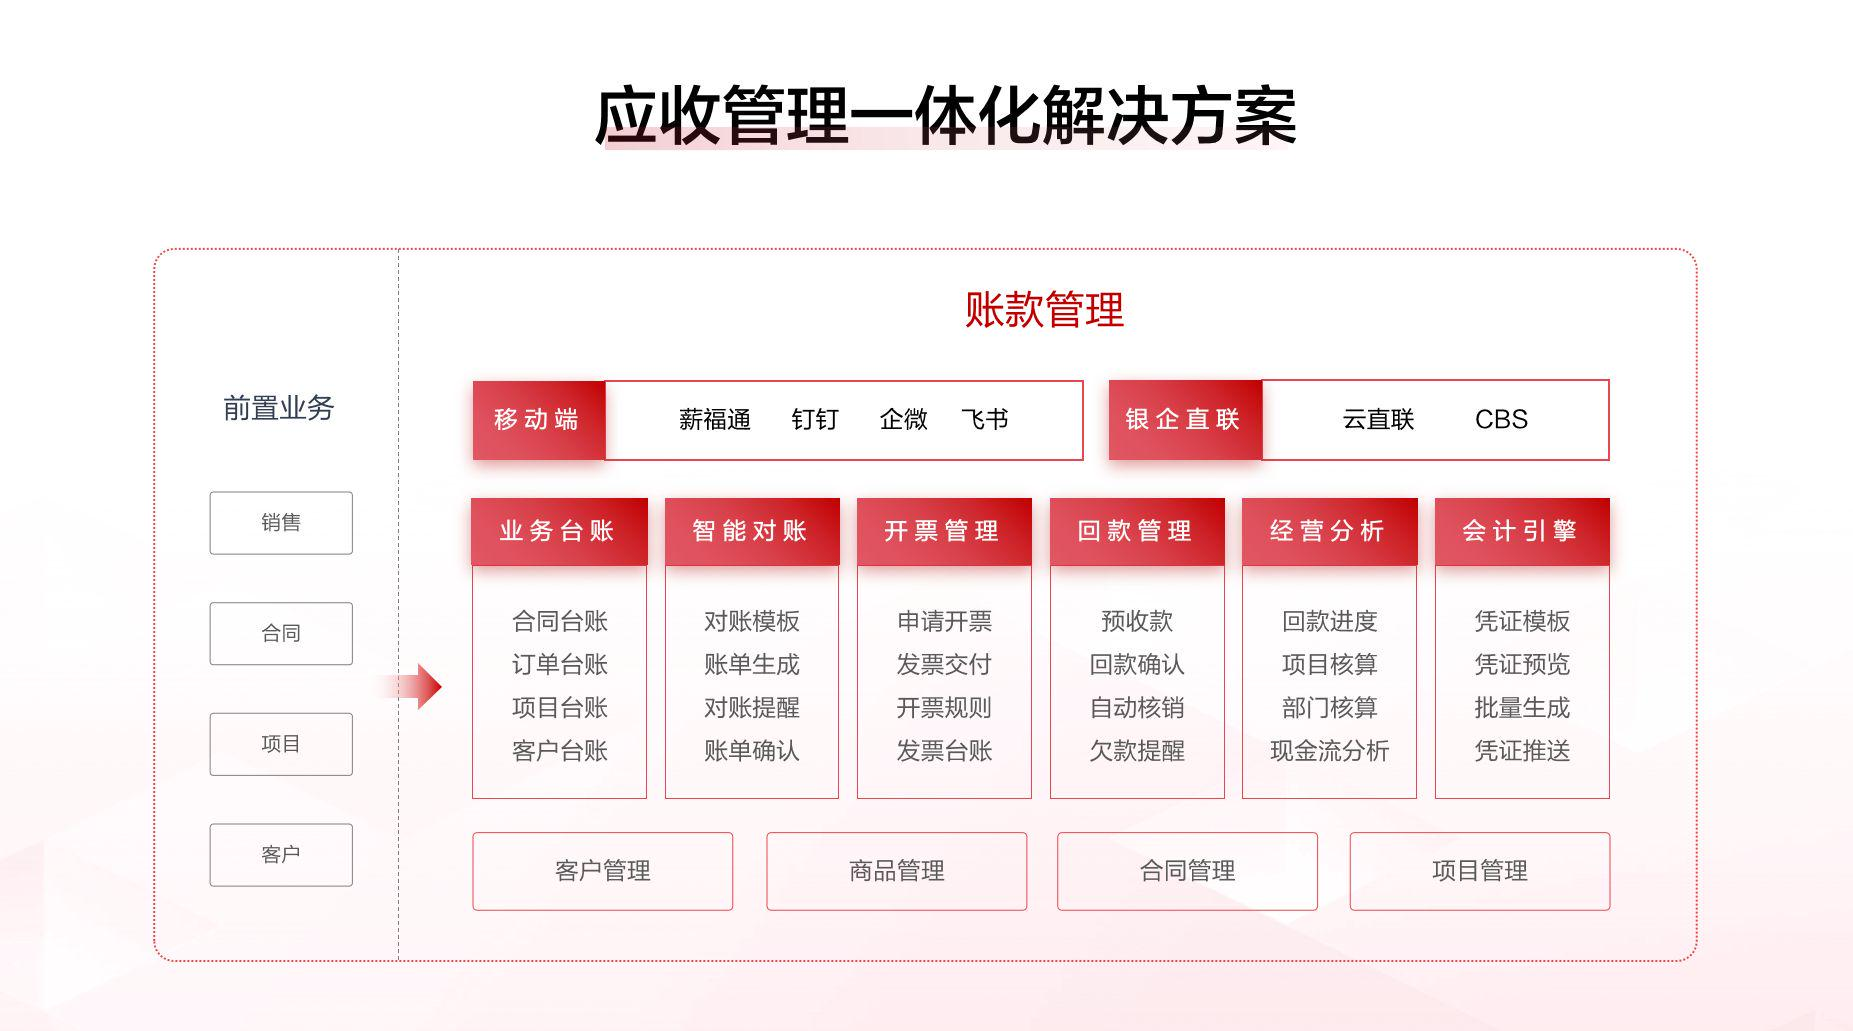 应收管理一体化解决方案
前置业务
销售
合同
项目
客户
账款管理
移动端 薪福通 钉钉 企微 飞书
银企直联 云直联 CBS
业务台账
合同台账
订单台账
项目台账
客户台账
智能对账
对账模板
账单生成
对账提醒
账单确认
开票管理
申请开票
发票交付
开票规则
发票台账
回款管理
预收款
回款确认
自动核销
欠款提醒
经营分析
回款进度
项目核算
部门核算
现金流分析
会计引擎
凭证模板
凭证预览
批量生成
凭证推送
客户管理
商品管理
合同管理
项目管理